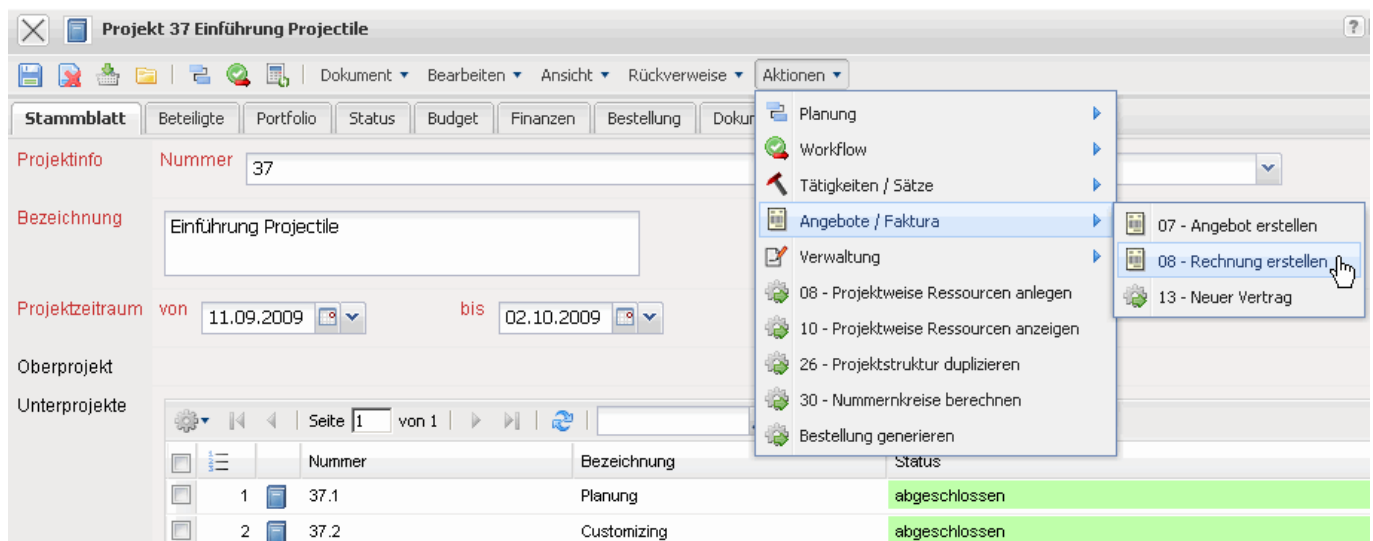 Projekt 37 Einführung Projectile
?
Dokument Bearbeiten Ansicht Rückverweise Aktionen
Stammblatt Beteiligte Portfolio Status Budget Finanzen Bestellung
Planung
Workflow
Tätigkeiten / Sätze
Angebote / Faktura
Verwaltung
08 - Projektweise Ressourcen anlegen
10 - Projektweise Ressourcen anzeigen
26 - Projektstruktur duplizieren
30 - Nummernkreise berechnen
Bestellung generieren
07 - Angebot erstellen
08 - Rechnung erstellen
13 - Neuer Vertrag
Projektinfo Nummer 37
Bezeichnung Einführung Projectile
Projektzeitraum von 11.09.2009 bis 02.10.2009
Oberprojekt
Unterprojekte
Seite 1 von 1
Nummer Bezeichnung Status
1 37.1 Planung abgeschlossen
2 37.2 Customizing abgeschlossen